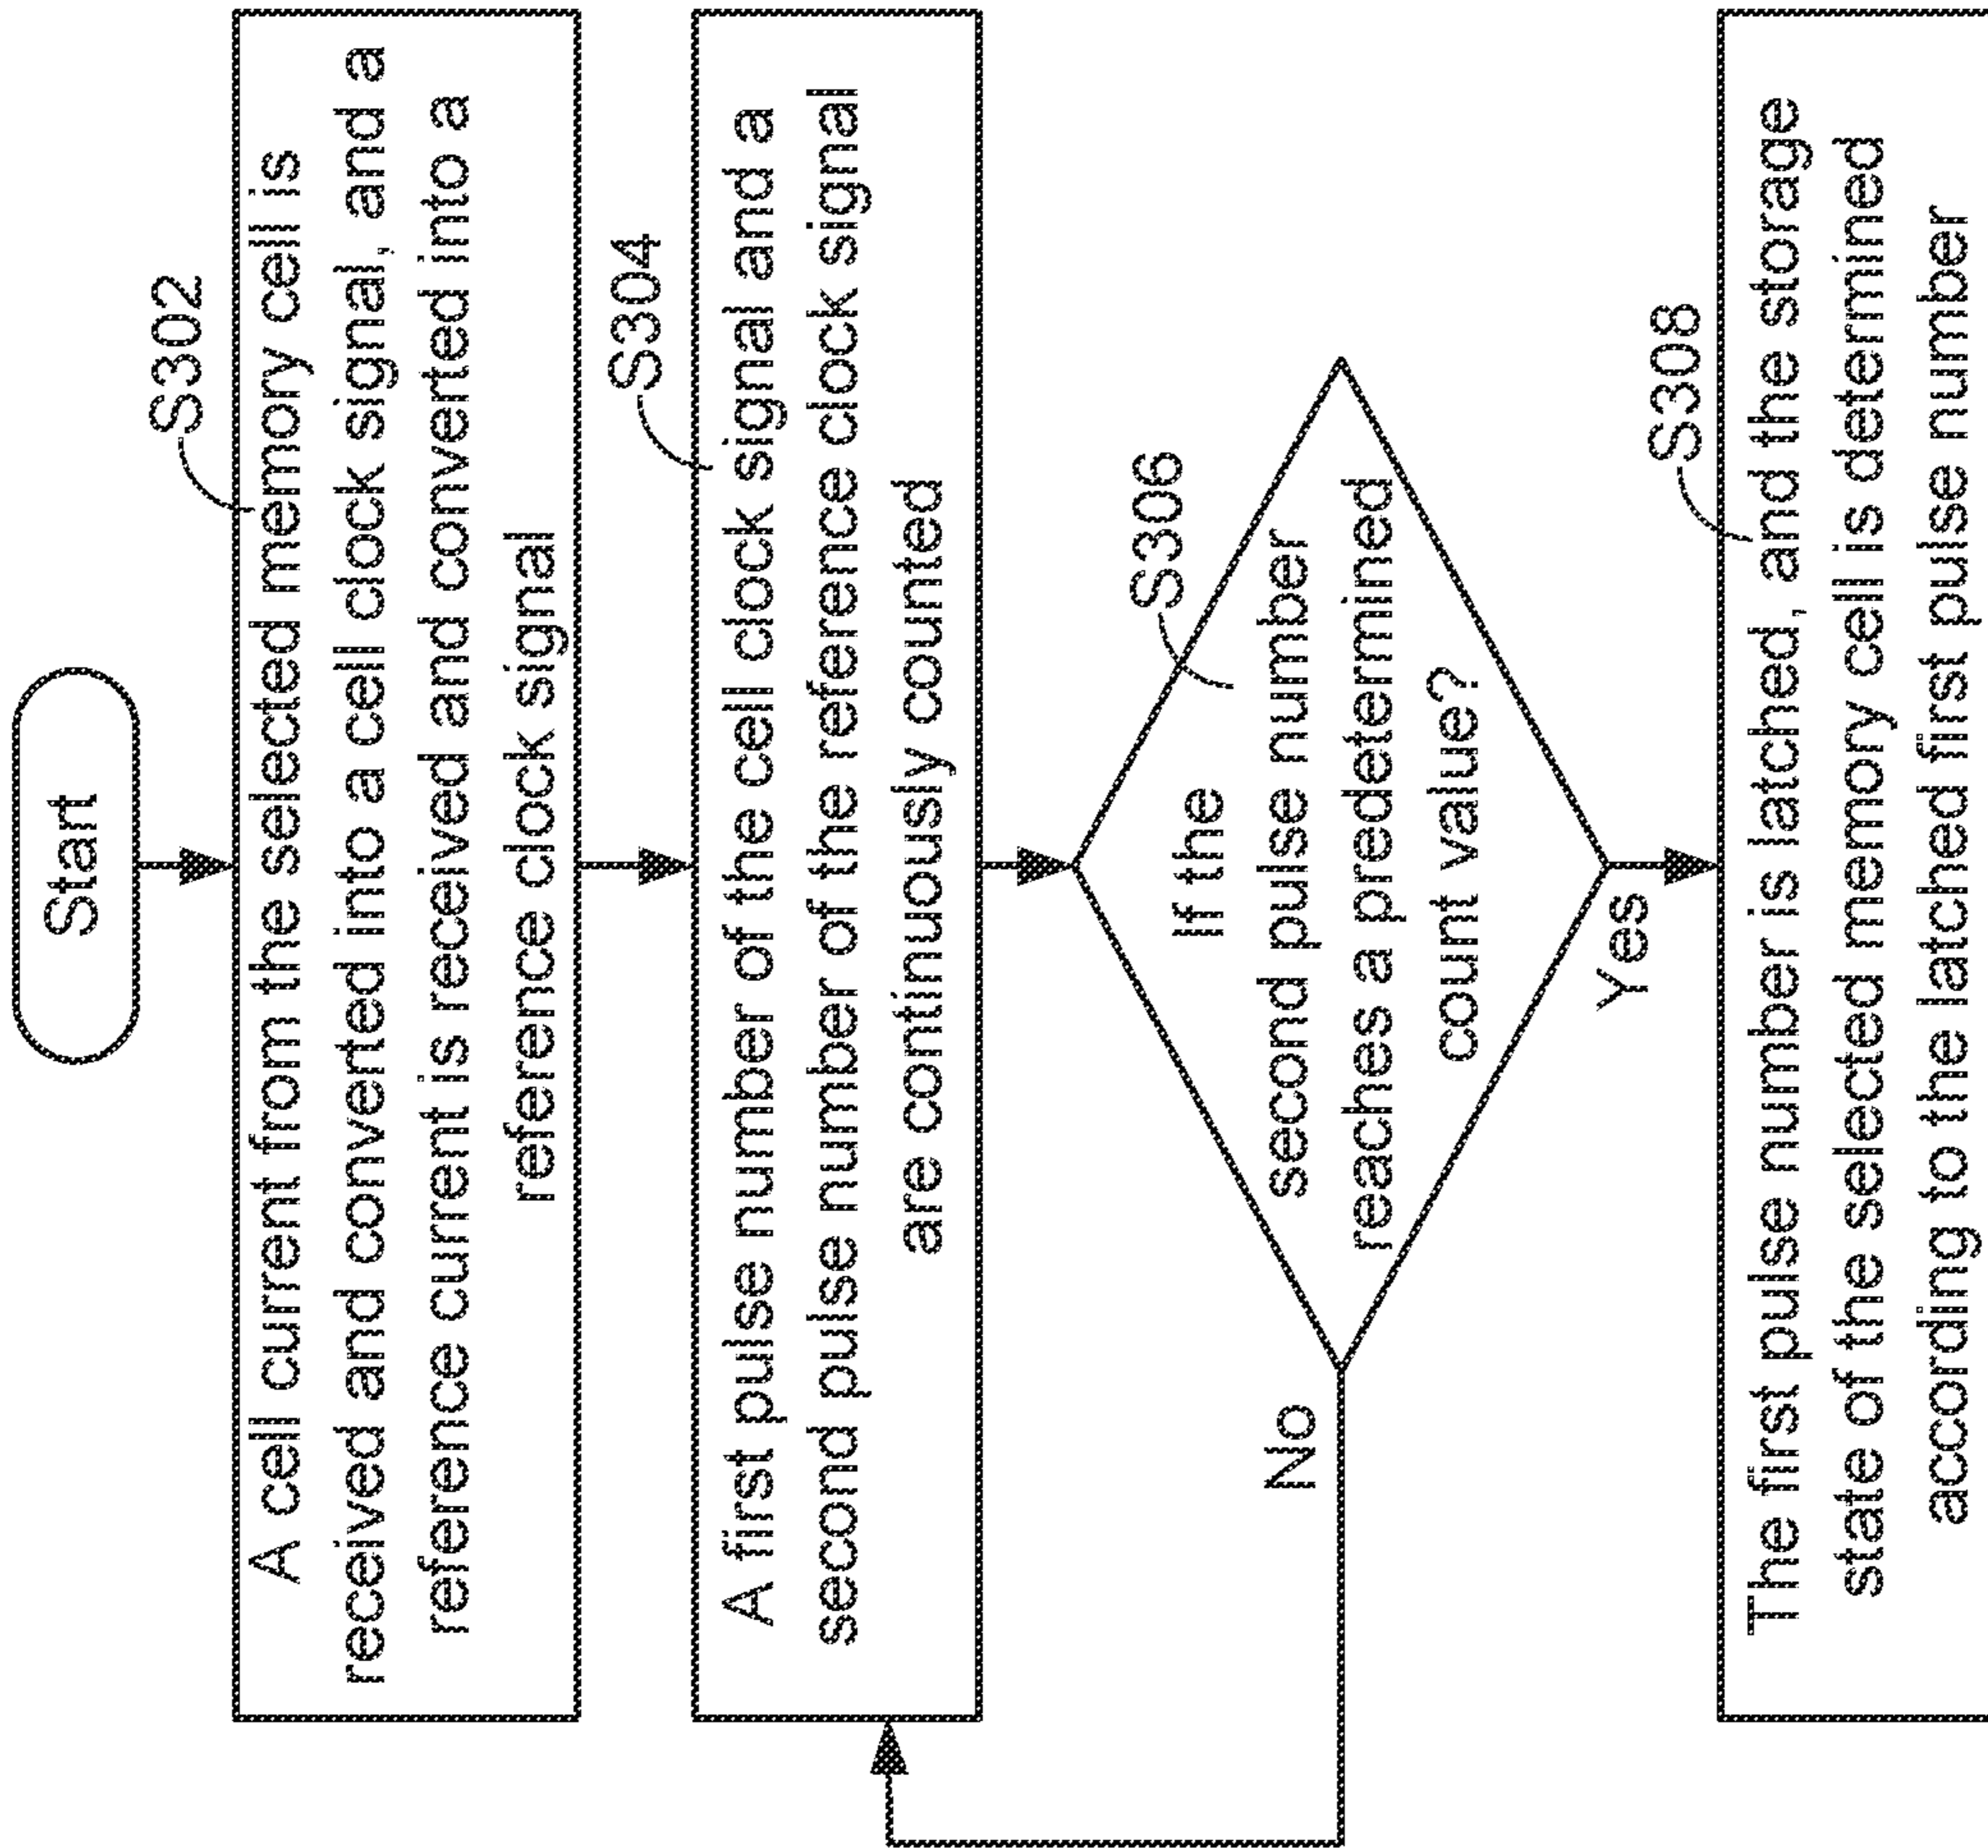 Start
S302
A cell current from the selected memory cell is
received and converted into a cell clock signal, and a
reference current is received and converted into a
reference clock signal
S304
A first pulse number of the cell clock signal and a
second pulse number of the reference clock signal
are continuously counted
S306
If the
second pulse number
reaches a predetermined
count value?
No
Yes
S308
The first pulse number is latched, and the storage
state of the selected memory cell is determined
according to the latched first pulse number